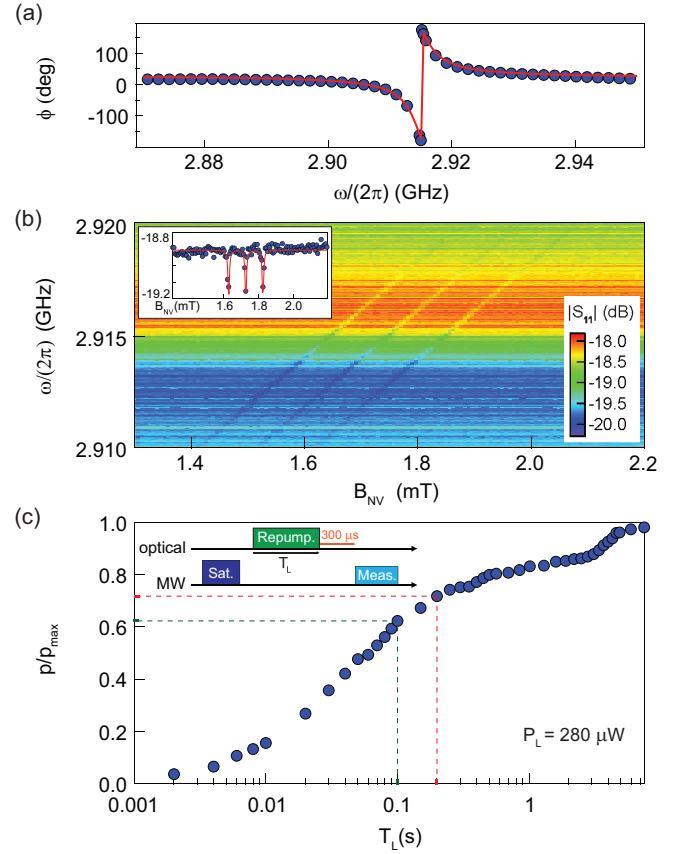 (a)
ϕ (deg)
100
0
-100
2.88
2.90
2.92
2.94
ω/(2π) (GHz)
(b)
ω/(2π) (GHz)
2.920
2.915
2.910
-18.8
-19.2
1.6
1.8
2.0
B_NV (mT)
|S₁₁| (dB)
-18.0
-18.5
-19.0
-19.5
-20.0
1.4
1.6
1.8
2.0
2.2
B_NV (mT)
(c)
p/p_max
1.0
0.8
0.6
0.4
0.2
0.0
optical
Repump.
300 µs
T_L
MW
Sat.
Meas.
P_L = 280 µW
0.001
0.01
0.1
1
T_L(s)